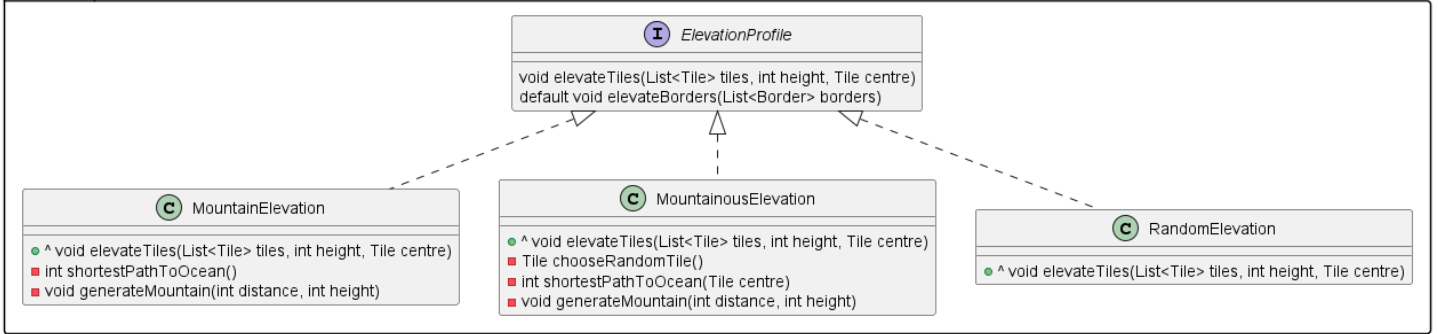 I ElevationProfile
void elevateTiles(List<Tile> tiles, int height, Tile centre)
default void elevateBorders(List<Border> borders)
C MountainElevation
^ void elevateTiles(List<Tile> tiles, int height, Tile centre)
int shortestPathToOcean()
void generateMountain(int distance, int height)
C MountainousElevation
^ void elevateTiles(List<Tile> tiles, int height, Tile centre)
Tile chooseRandomTile()
int shortestPathToOcean(Tile centre)
void generateMountain(int distance, int height)
C RandomElevation
^ void elevateTiles(List<Tile> tiles, int height, Tile centre)